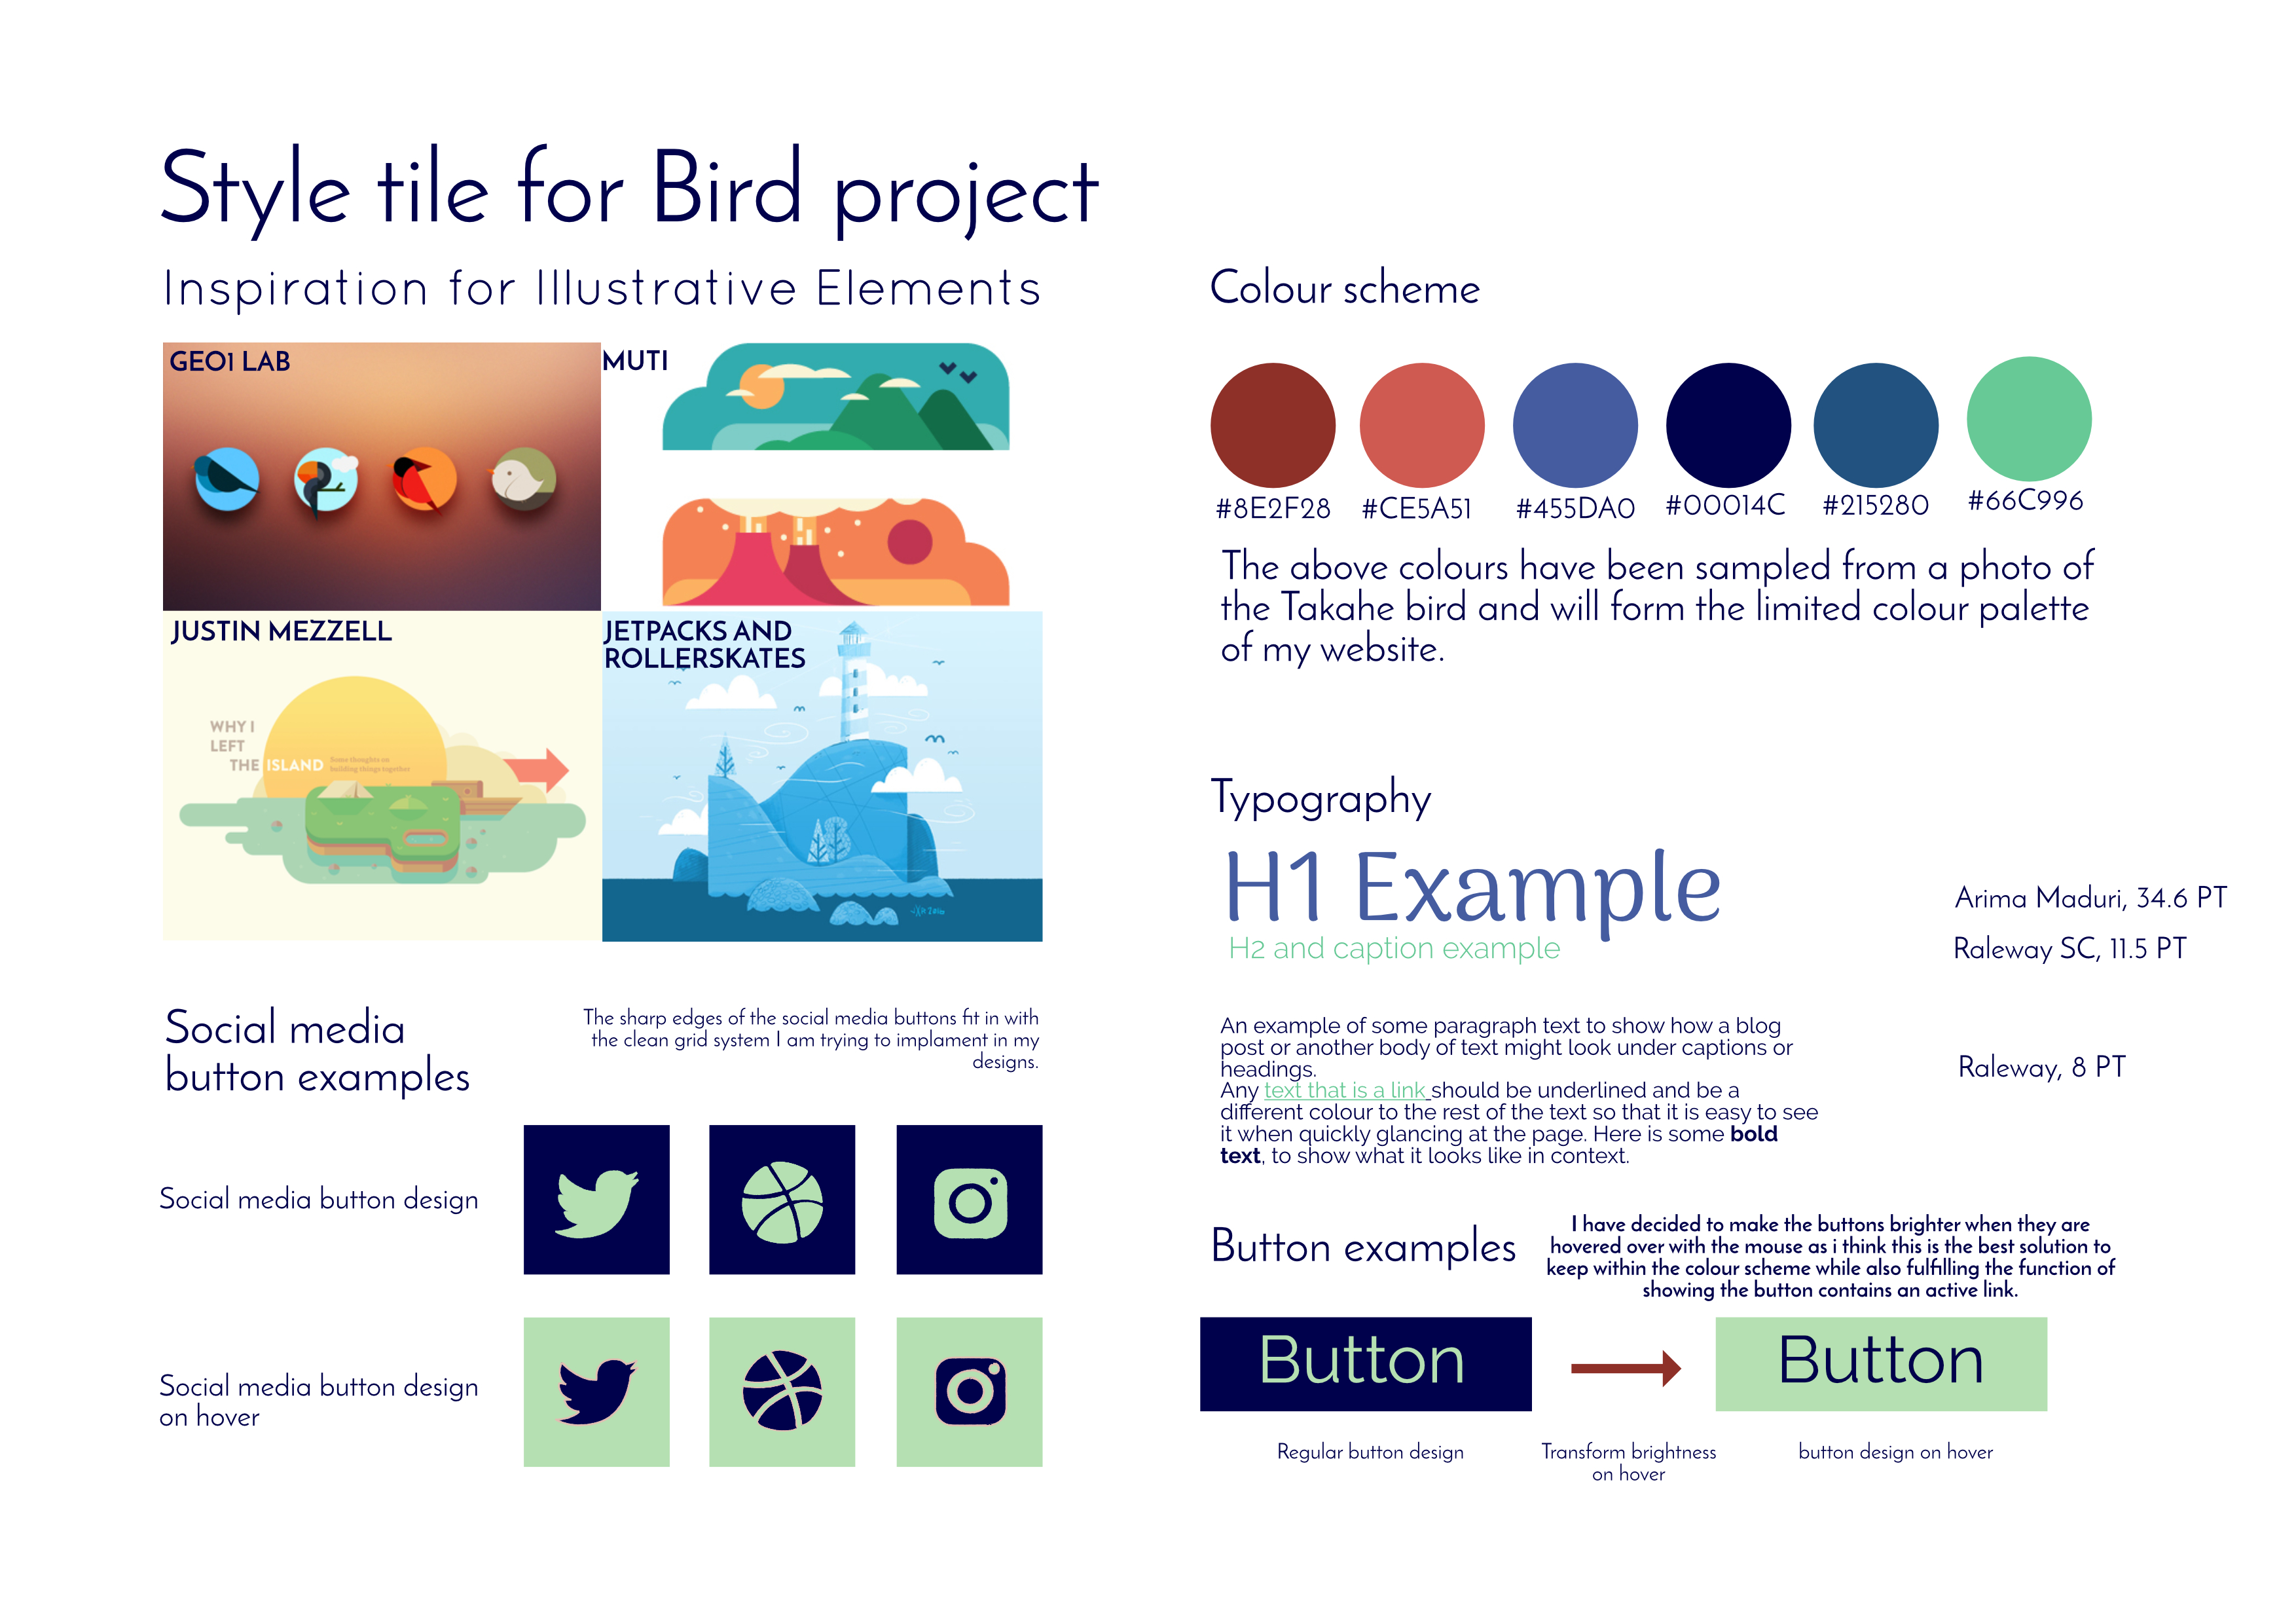 Style tile for Bird project
Inspiration for Illustrative Elements
GEO1 LAB
MUTI
JUSTIN MEZZELL
JETPACKS AND
ROLLERSKATES
WHY I
LEFT
THE ISLAND
Some thoughts on
building things together
Social media
button examples
The sharp edges of the social media buttons fit in with
the clean grid system I am trying to implament in my
designs.
Social media button design
Social media button design
on hover
Colour scheme
#8E2F28
#CE5A51
#455DA0
#00014C
#215280
#66C996
The above colours have been sampled from a photo of
the Takahe bird and will form the limited colour palette
of my website.
Typography
H1 Example
Arima Maduri, 34.6 PT
H2 and caption example
Raleway SC, 11.5 PT
An example of some paragraph text to show how a blog
post or another body of text might look under captions or
headings.
Any text that is a link should be underlined and be a
different colour to the rest of the text so that it is easy to see
it when quickly glancing at the page. Here is some bold
text, to show what it looks like in context.
Raleway, 8 PT
Button examples
I have decided to make the buttons brighter when they are
hovered over with the mouse as i think this is the best solution to
keep within the colour scheme while also fulfilling the function of
showing the button contains an active link.
Button
Button
Regular button design
Transform brightness
on hover
button design on hover